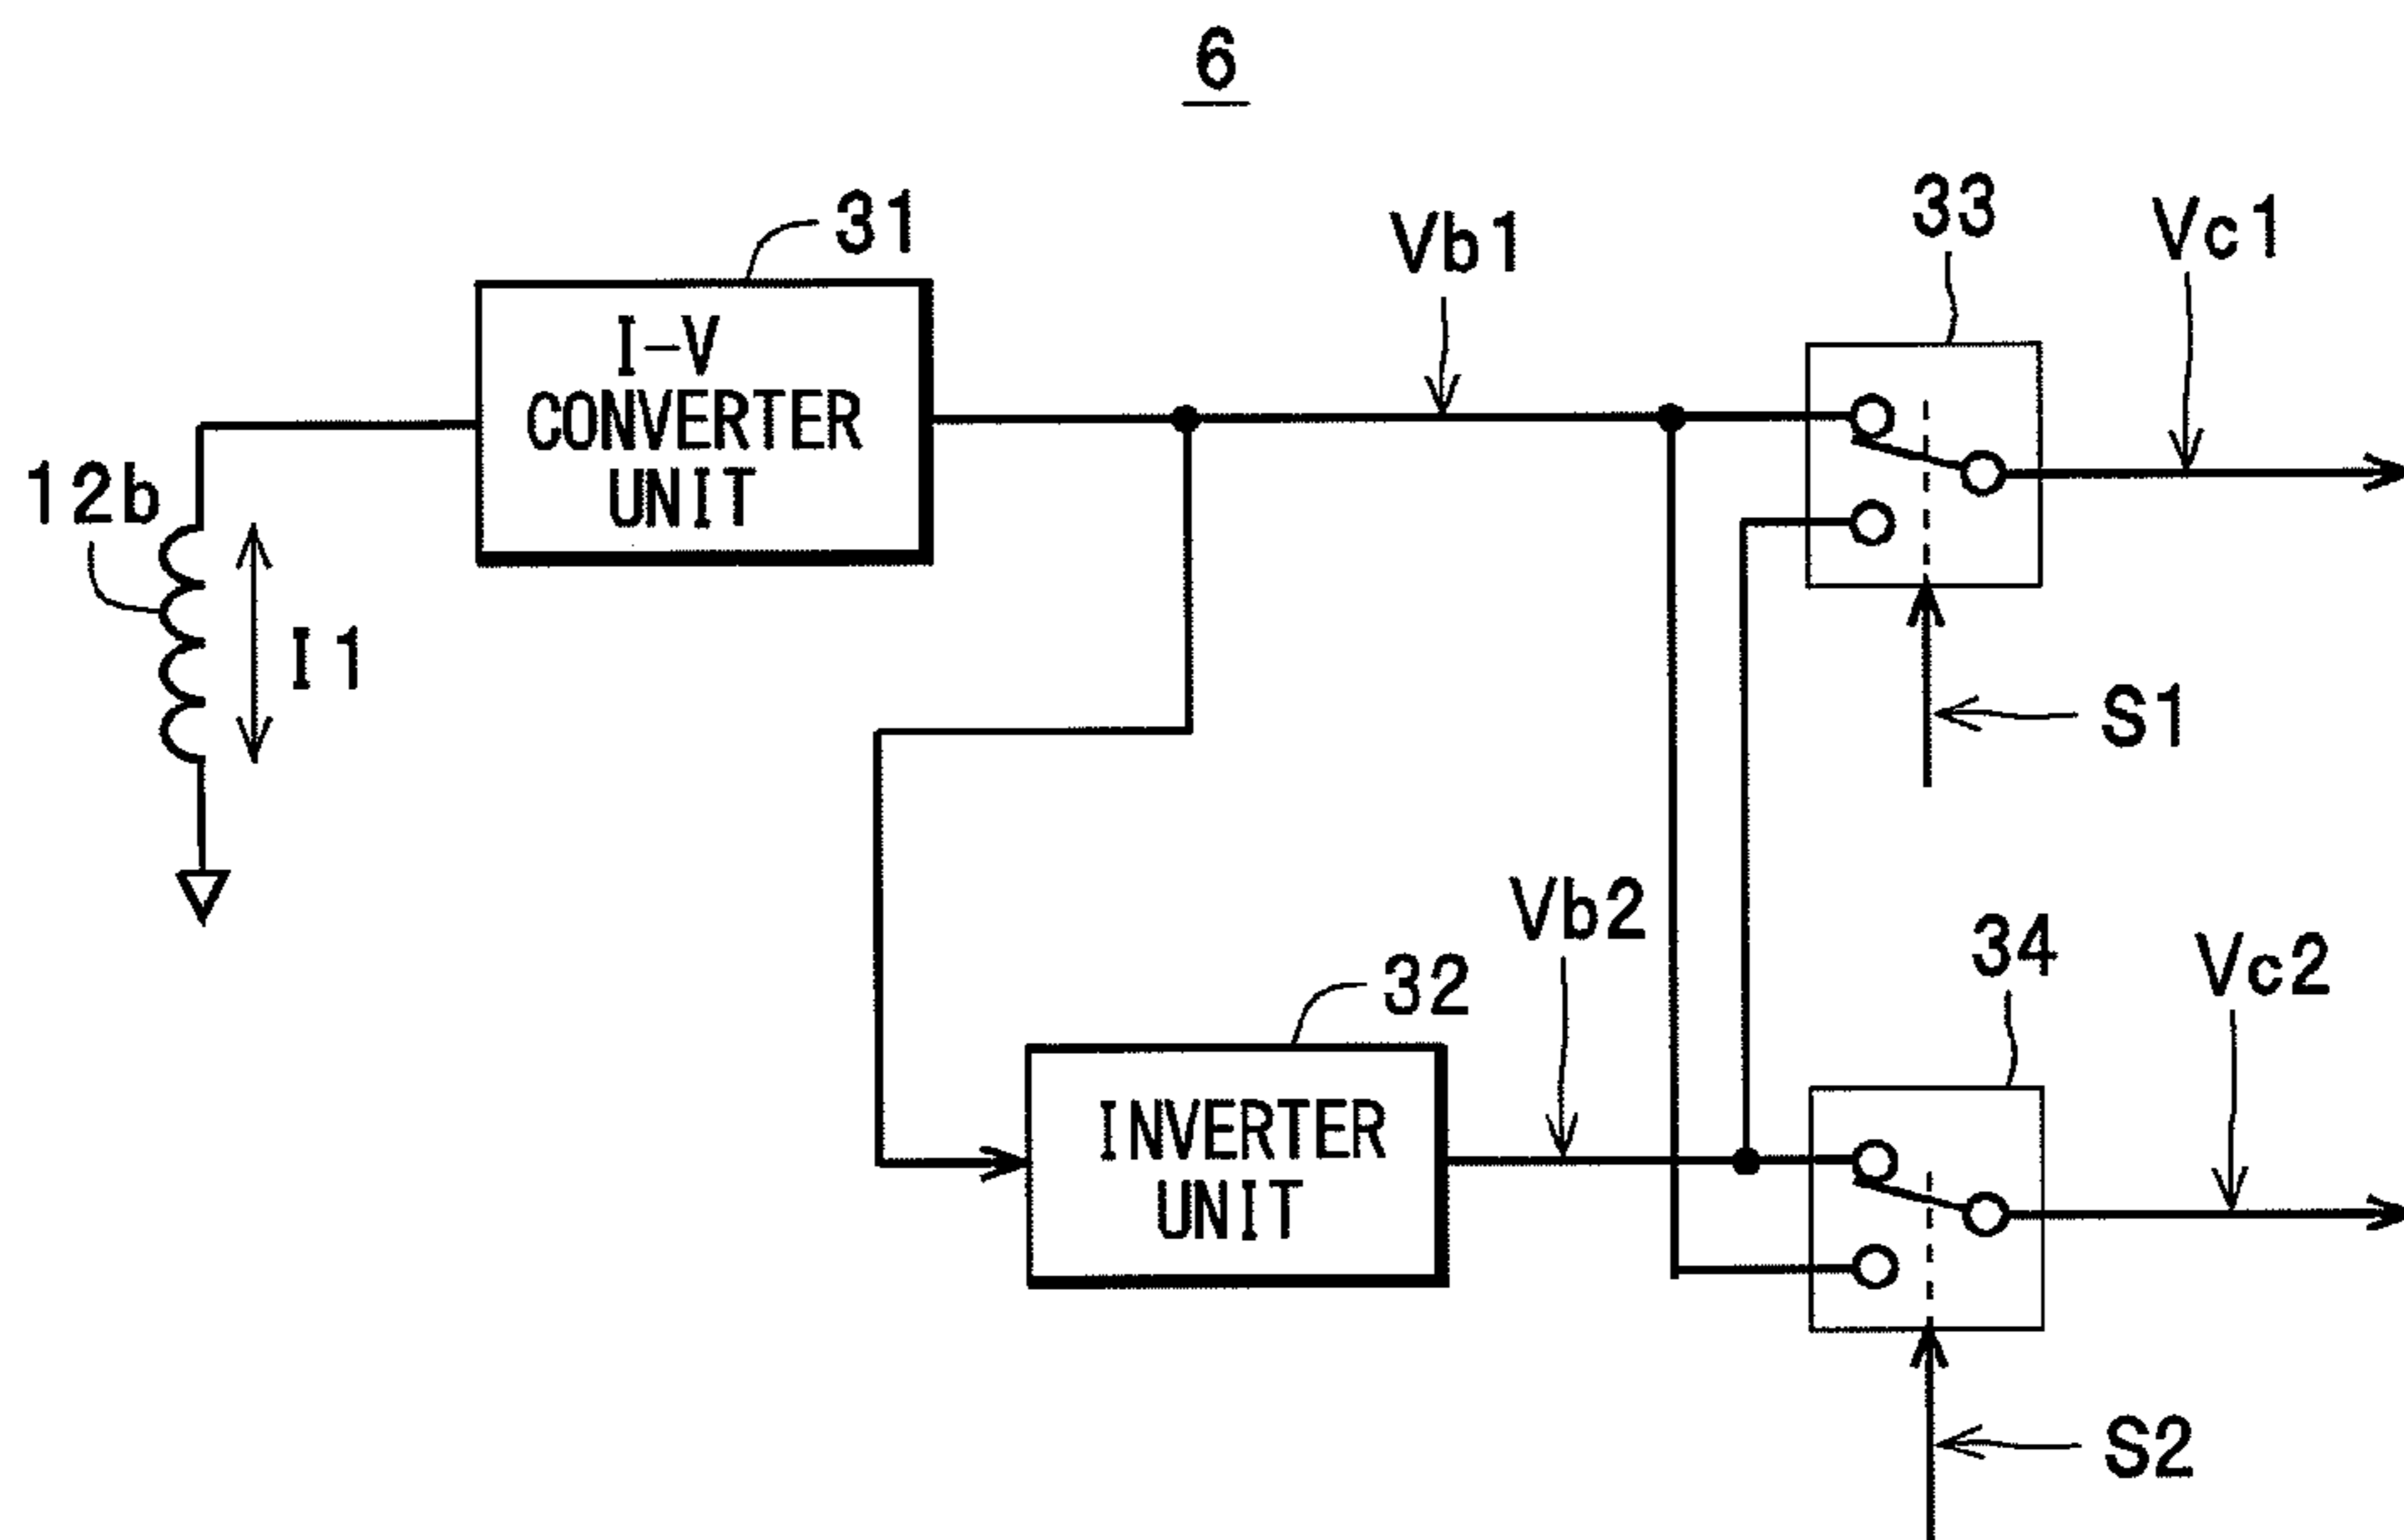 6
31
I-V
CONVERTER
UNIT
12b
I1
Vb1
33
Vc1
S1
Vb2
32
INVERTER
UNIT
34
Vc2
S2